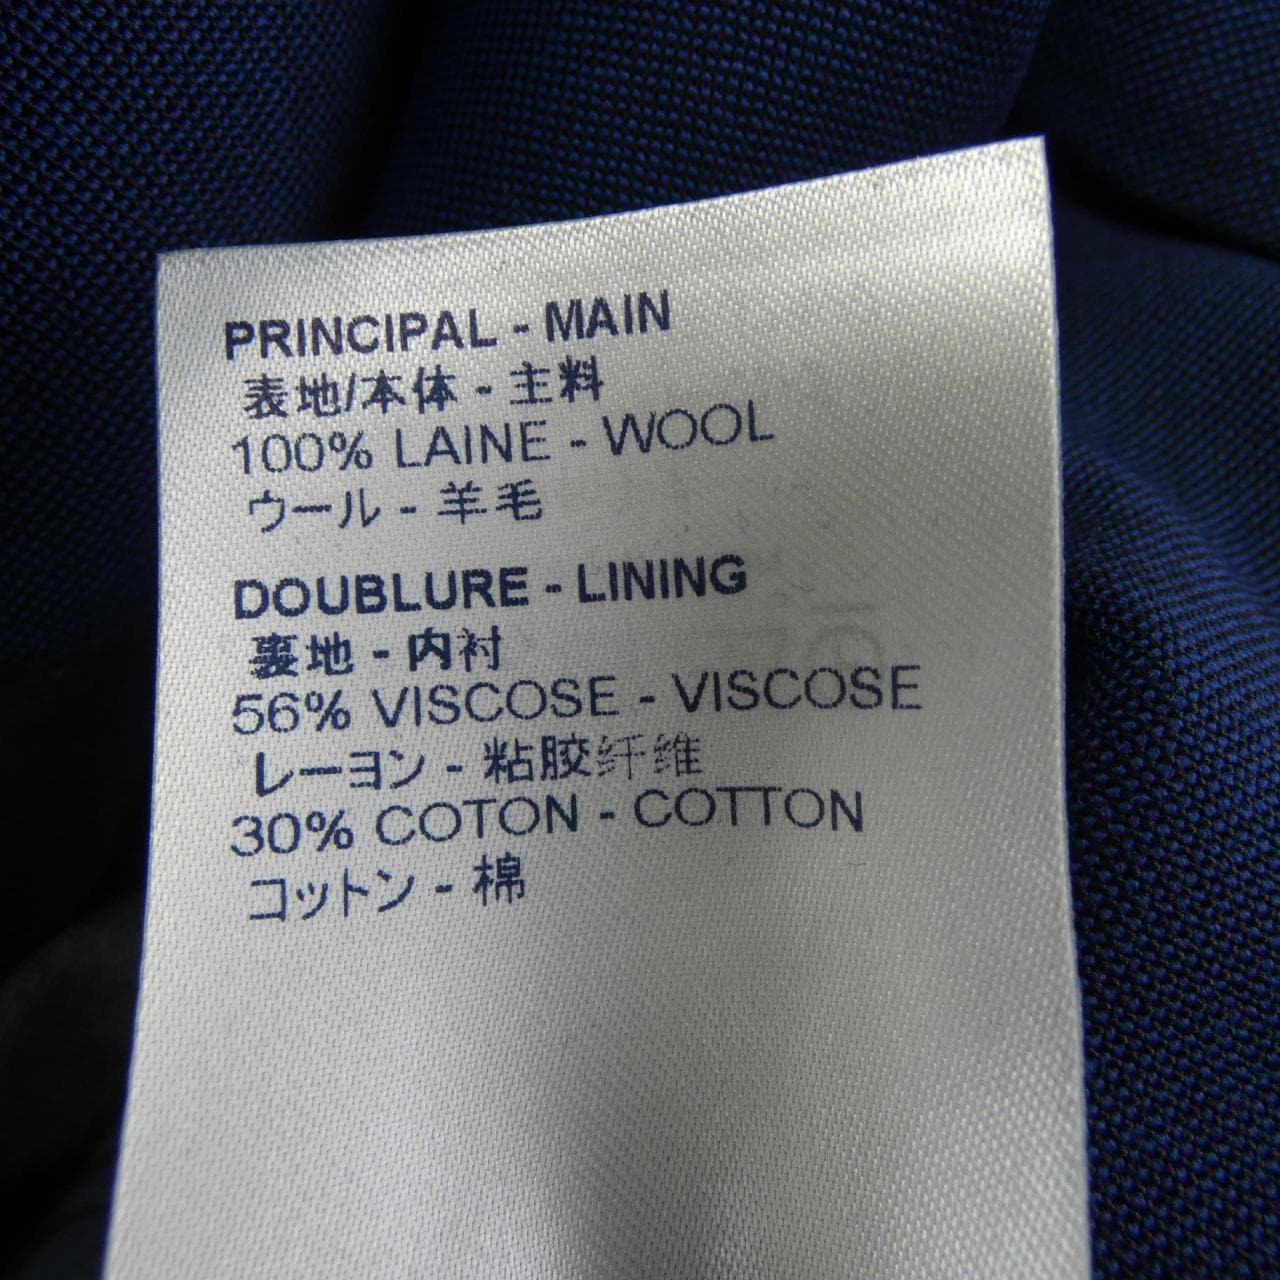 PRINCIPAL - MAIN
表地/本体 - 主料
100% LAINE - WOOL
ウール - 羊毛
DOUBLURE - LINING
裏地 - 内衬
56% VISCOSE - VISCOSE
レーヨン - 粘胶纤维
30% COTON - COTTON
コットン - 棉